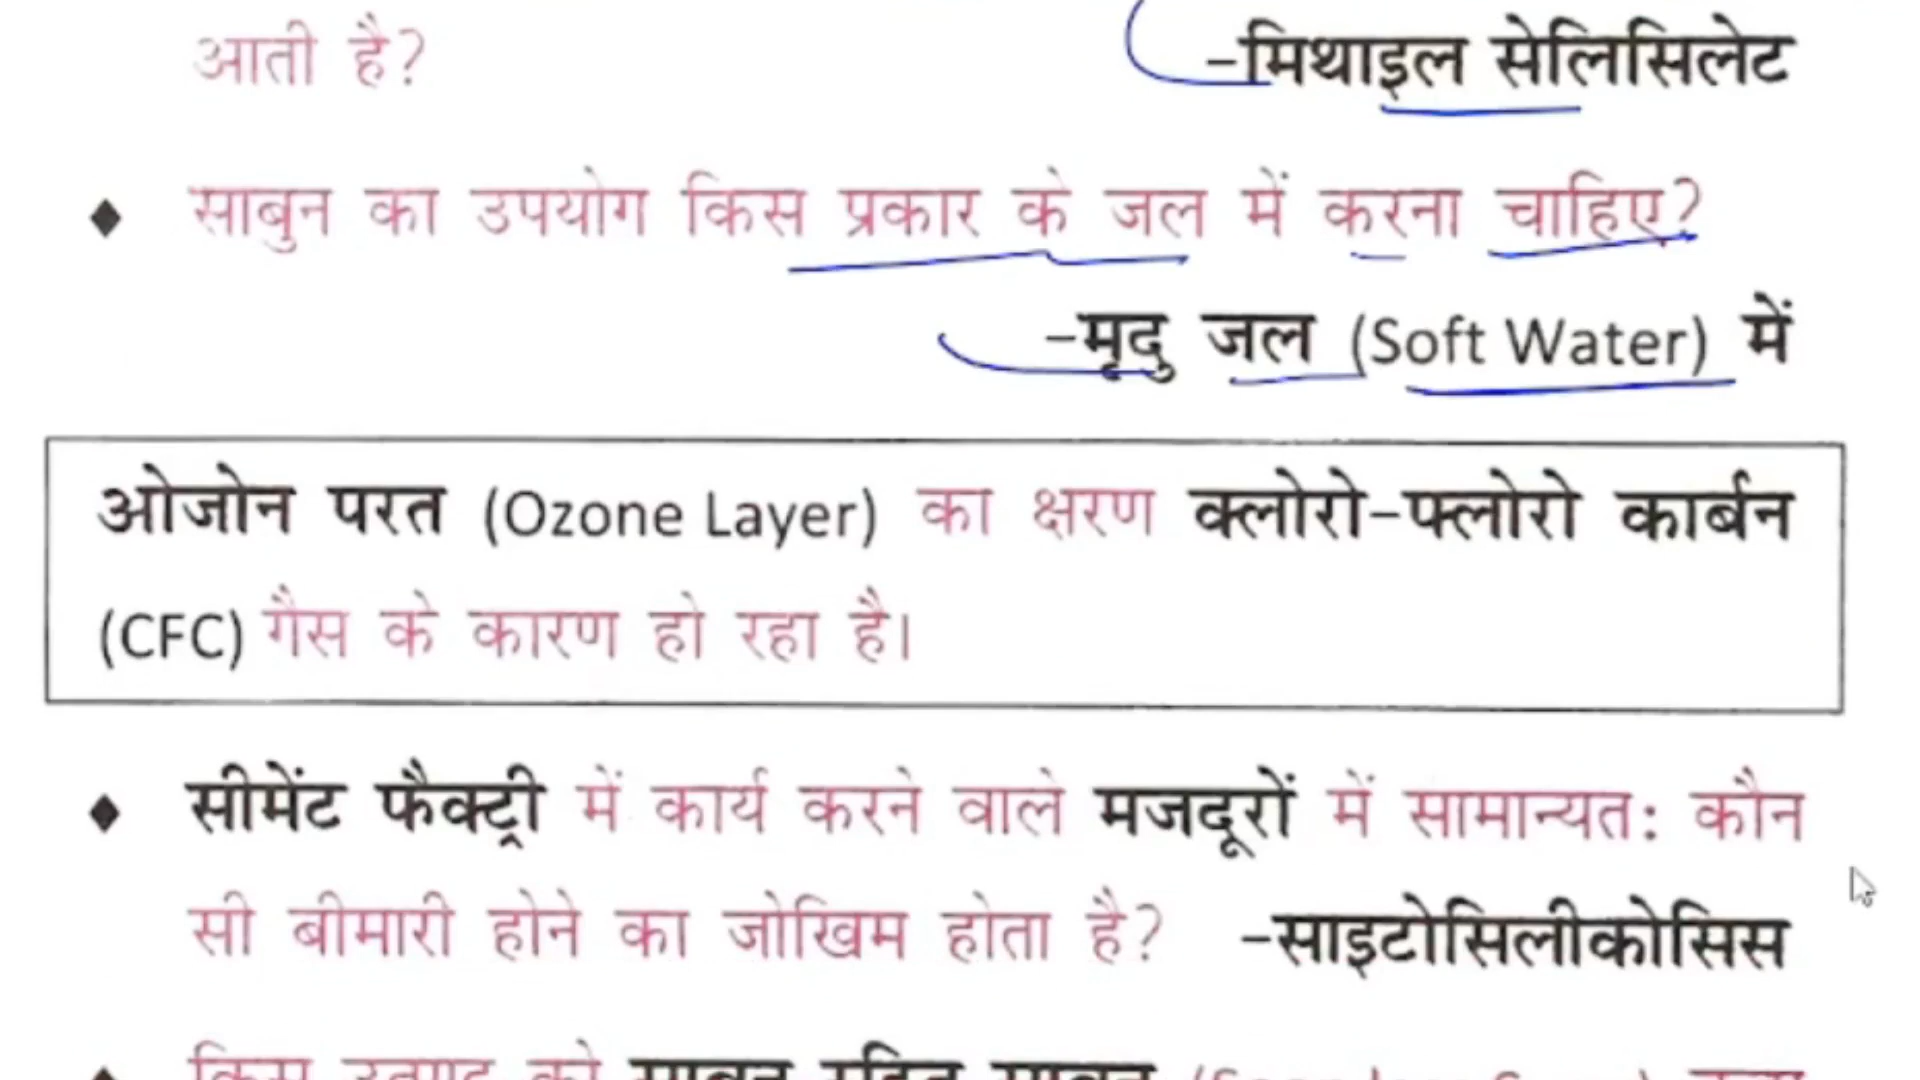 आती है?
-मिथाइल सेलिसिलेट
♦ साबुन का उपयोग किस प्रकार के जल में करना चाहिए?
-मृदु जल (Soft Water) में
ओजोन परत (Ozone Layer) का क्षरण क्लोरो-फ्लोरो कार्बन
(CFC) गैस के कारण हो रहा है।
♦ सीमेंट फैक्ट्री में कार्य करने वाले मजदूरों में सामान्यत: कौन
सी बीमारी होने का जोखिम होता है? -साइटोसिलीकोसिस